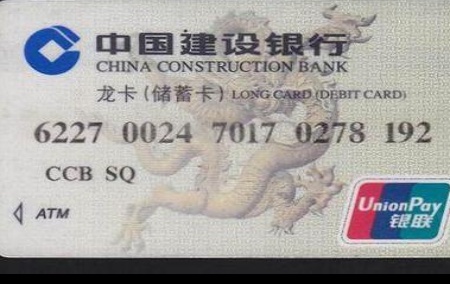 中国建设银行
CHINA CONSTRUCTION BANK
龙卡(储蓄卡) LONG CARD (DEBIT CARD)
6227 0024 7017 0278 192
CCB SQ
ATM
UnionPay
银联